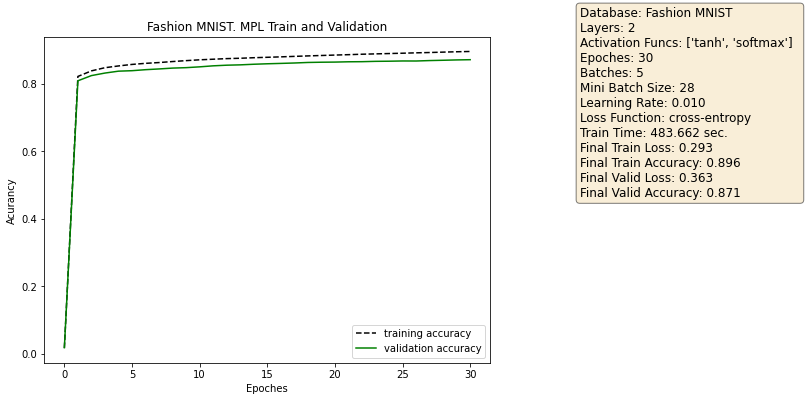 Fashion MNIST. MPL Train and Validation
Acurancy
0.8
0.6
0.4
0.2
0.0
0 5 10 15 20 25 30
Epoches
training accuracy
validation accuracy
Database: Fashion MNIST
Layers: 2
Activation Funcs: ['tanh', 'softmax']
Epoches: 30
Batches: 5
Mini Batch Size: 28
Learning Rate: 0.010
Loss Function: cross-entropy
Train Time: 483.662 sec.
Final Train Loss: 0.293
Final Train Accuracy: 0.896
Final Valid Loss: 0.363
Final Valid Accuracy: 0.871